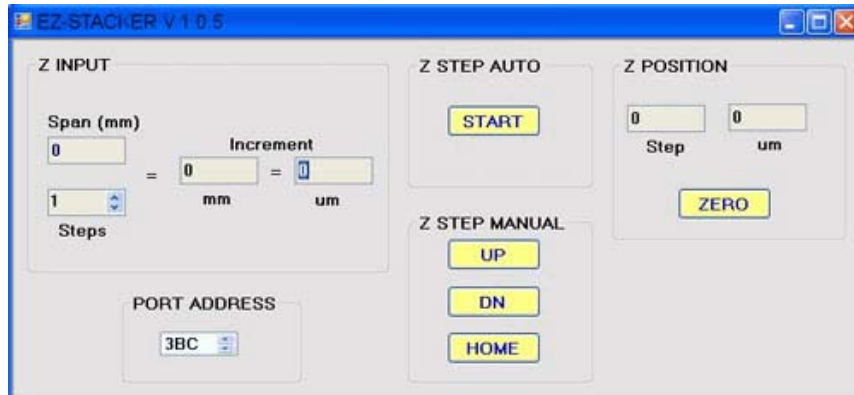 EZ-STACKER V 1.0.5
Z INPUT
Span (mm)
0
1
Steps
=
Increment
0 = 0
mm um
PORT ADDRESS
3BC
Z STEP AUTO
START
Z STEP MANUAL
UP
DN
HOME
Z POSITION
0 0
Step um
ZERO